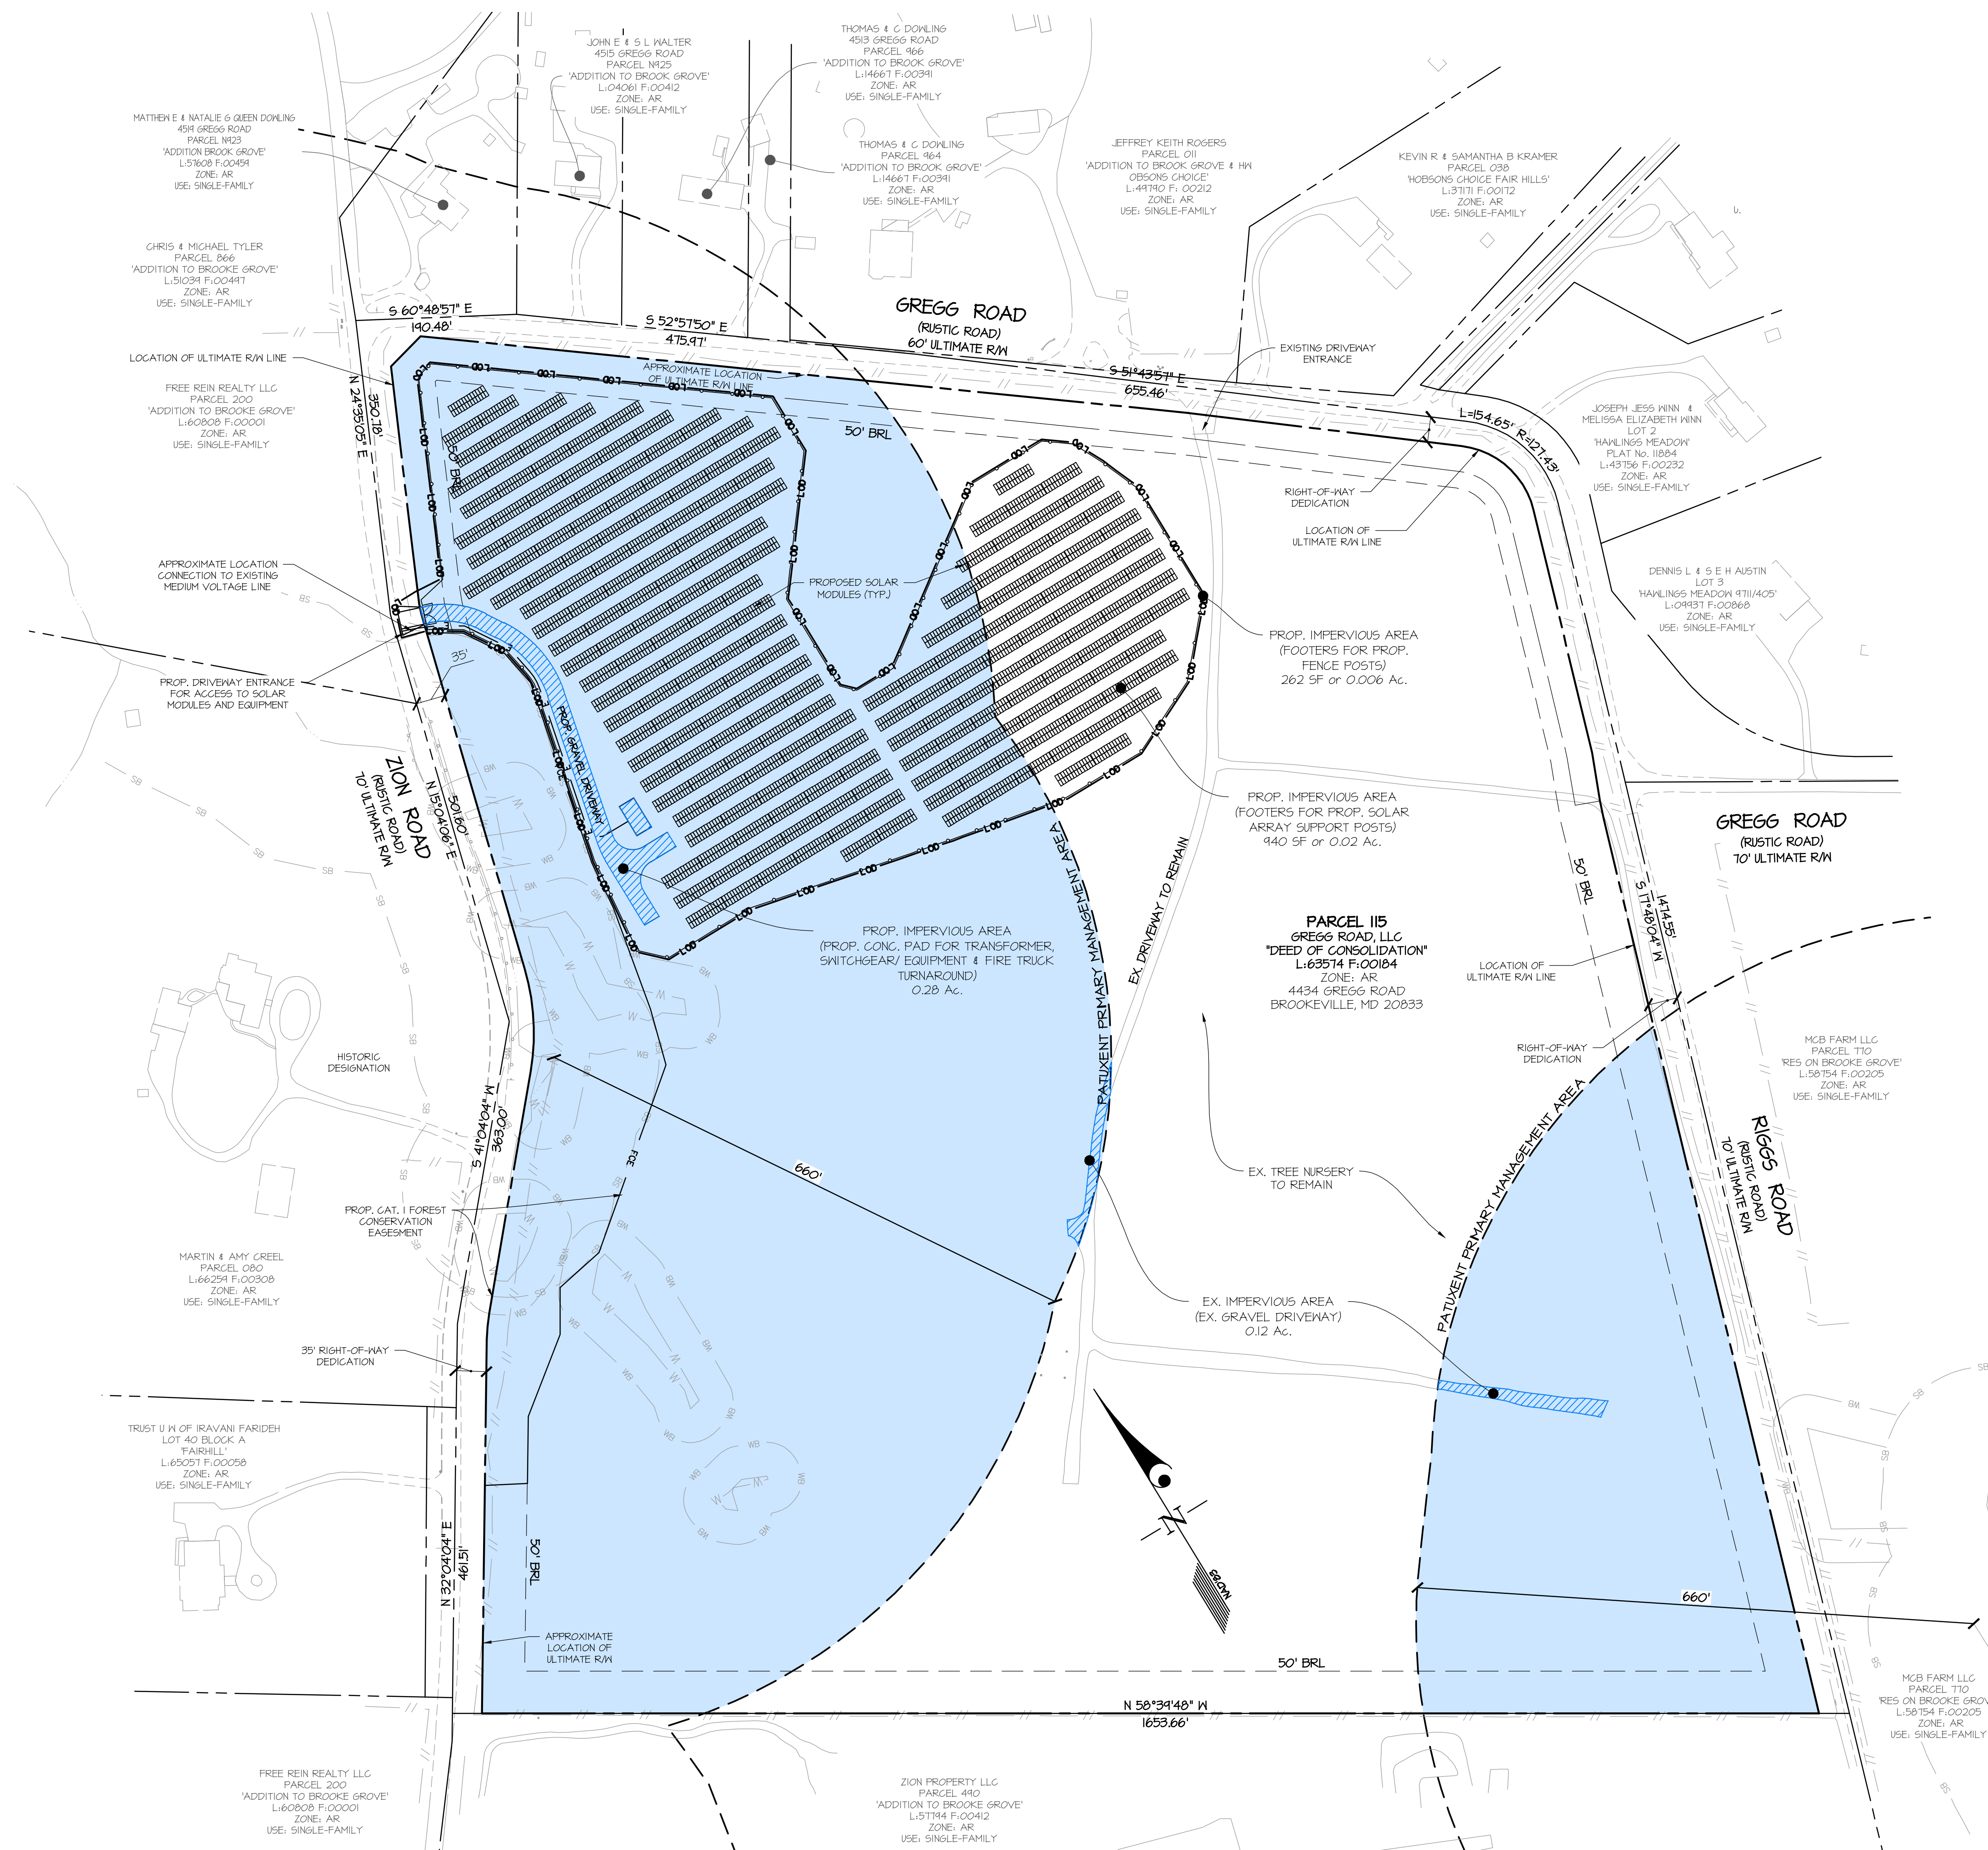 JOHN E & S L WALTER
4515 GREGG ROAD
PARCEL N925
'ADDITION TO BROOK GROVE'
L:04061 F:00412
ZONE: AR
USE: SINGLE-FAMILY
THOMAS & C DOWLING
4513 GREGG ROAD
PARCEL 966
'ADDITION TO BROOK GROVE'
L:14667 F:00391
ZONE: AR
USE: SINGLE-FAMILY
MATTHEW E & NATALIE G QUEEN DOWLING
4519 GREGG ROAD
PARCEL N923
'ADDITION BROOK GROVE'
L:57608 F:00459
ZONE: AR
USE: SINGLE-FAMILY
THOMAS & C DOWLING
PARCEL 964
'ADDITION TO BROOK GROVE'
L:14667 F:00391
ZONE: AR
USE: SINGLE-FAMILY
JEFFREY KEITH ROGERS
PARCEL 011
'ADDITION TO BROOK GROVE & HW
OBSONS CHOICE'
L:49790 F: 00212
ZONE: AR
USE: SINGLE-FAMILY
KEVIN R & SAMANTHA B KRAMER
PARCEL 038
'HOBSONS CHOICE FAIR HILLS'
L:37171 F:00172
ZONE: AR
USE: SINGLE-FAMILY
U.
CHRIS & MICHAEL TYLER
PARCEL 866
'ADDITION TO BROOKE GROVE'
L:51039 F:00497
ZONE: AR
USE: SINGLE-FAMILY
S 60°48'57" E
190.48'
S 52°57'50" E
475.97'
GREGG ROAD
(RUSTIC ROAD)
60' ULTIMATE R/W
S 51°43'57" E
655.46'
EXISTING DRIVEWAY
ENTRANCE
LOCATION OF ULTIMATE R/W LINE
APPROXIMATE LOCATION
OF ULTIMATE R/W LINE
FREE REIN REALTY LLC
PARCEL 200
'ADDITION TO BROOKE GROVE'
L:60808 F:00001
ZONE: AR
USE: SINGLE-FAMILY
N 24°35'05" E
350.78'
50' BRL
50' BRL
L=154.65' R=127.43'
JOSEPH JESS WINN &
MELISSA ELIZABETH WINN
LOT 2
'HAWLINGS MEADOW'
PLAT No. 11884
L:43756 F:00232
ZONE: AR
USE: SINGLE-FAMILY
RIGHT-OF-WAY
DEDICATION
LOCATION OF
ULTIMATE R/W LINE
APPROXIMATE LOCATION
CONNECTION TO EXISTING
MEDIUM VOLTAGE LINE
PROPOSED SOLAR
MODULES (TYP.)
DENNIS L & S E H AUSTIN
LOT 3
'HAWLINGS MEADOW 9711/405'
L:09937 F:00868
ZONE: AR
USE: SINGLE-FAMILY
PROP. IMPERVIOUS AREA
(FOOTERS FOR PROP.
FENCE POSTS)
262 SF or 0.006 Ac.
35'
PROP. DRIVEWAY ENTRANCE
FOR ACCESS TO SOLAR
MODULES AND EQUIPMENT
PROP. GRAVEL DRIVEWAY
ZION ROAD
(RUSTIC ROAD)
70' ULTIMATE R/W
N 15°04'06" E
501.60'
PROP. IMPERVIOUS AREA
(FOOTERS FOR PROP. SOLAR
ARRAY SUPPORT POSTS)
940 SF or 0.02 Ac.
GREGG ROAD
(RUSTIC ROAD)
70' ULTIMATE R/W
50' BRL
S 17°48'04" W
1474.55'
PATUXENT PRIMARY MANAGEMENT AREA
EX. DRIVEWAY TO REMAIN
PROP. IMPERVIOUS AREA
(PROP. CONC. PAD FOR TRANSFORMER,
SWITCHGEAR/ EQUIPMENT & FIRE TRUCK
TURNAROUND)
0.28 Ac.
PARCEL 115
GREGG ROAD, LLC
"DEED OF CONSOLIDATION"
L:63574 F:00184
ZONE: AR
4434 GREGG ROAD
BROOKEVILLE, MD 20833
LOCATION OF
ULTIMATE R/W LINE
RIGHT-OF-WAY
DEDICATION
HISTORIC
DESIGNATION
MCB FARM LLC
PARCEL 770
'RES ON BROOKE GROVE'
L:58754 F:00205
ZONE: AR
USE: SINGLE-FAMILY
S 41°04'04" W
363.00'
FCE
660'
EX. TREE NURSERY
TO REMAIN
PATUXENT PRIMARY MANAGEMENT AREA
RIGGS ROAD
(RUSTIC ROAD)
70' ULTIMATE R/W
PROP. CAT. I FOREST
CONSERVATION
EASESMENT
MARTIN & AMY CREEL
PARCEL 080
L:66259 F:00308
ZONE: AR
USE: SINGLE-FAMILY
EX. IMPERVIOUS AREA
(EX. GRAVEL DRIVEWAY)
0.12 Ac.
35' RIGHT-OF-WAY
DEDICATION
TRUST U W OF IRAVANI FARIDEH
LOT 40 BLOCK A
'FAIRHILL'
L:65057 F:00058
ZONE: AR
USE: SINGLE-FAMILY
N 32°04'04" E
461.51'
50' BRL
N
NAD 83
660'
APPROXIMATE
LOCATION OF
ULTIMATE R/W
50' BRL
N 58°39'48" W
1653.66'
MCB FARM LLC
PARCEL 770
'RES ON BROOKE GROV
L:58754 F:00205
ZONE: AR
USE: SINGLE-FAMILY
FREE REIN REALTY LLC
PARCEL 200
'ADDITION TO BROOKE GROVE'
L:60808 F:00001
ZONE: AR
USE: SINGLE-FAMILY
ZION PROPERTY LLC
PARCEL 490
'ADDITION TO BROOKE GROVE'
L:57794 F:00412
ZONE: AR
USE: SINGLE-FAMILY